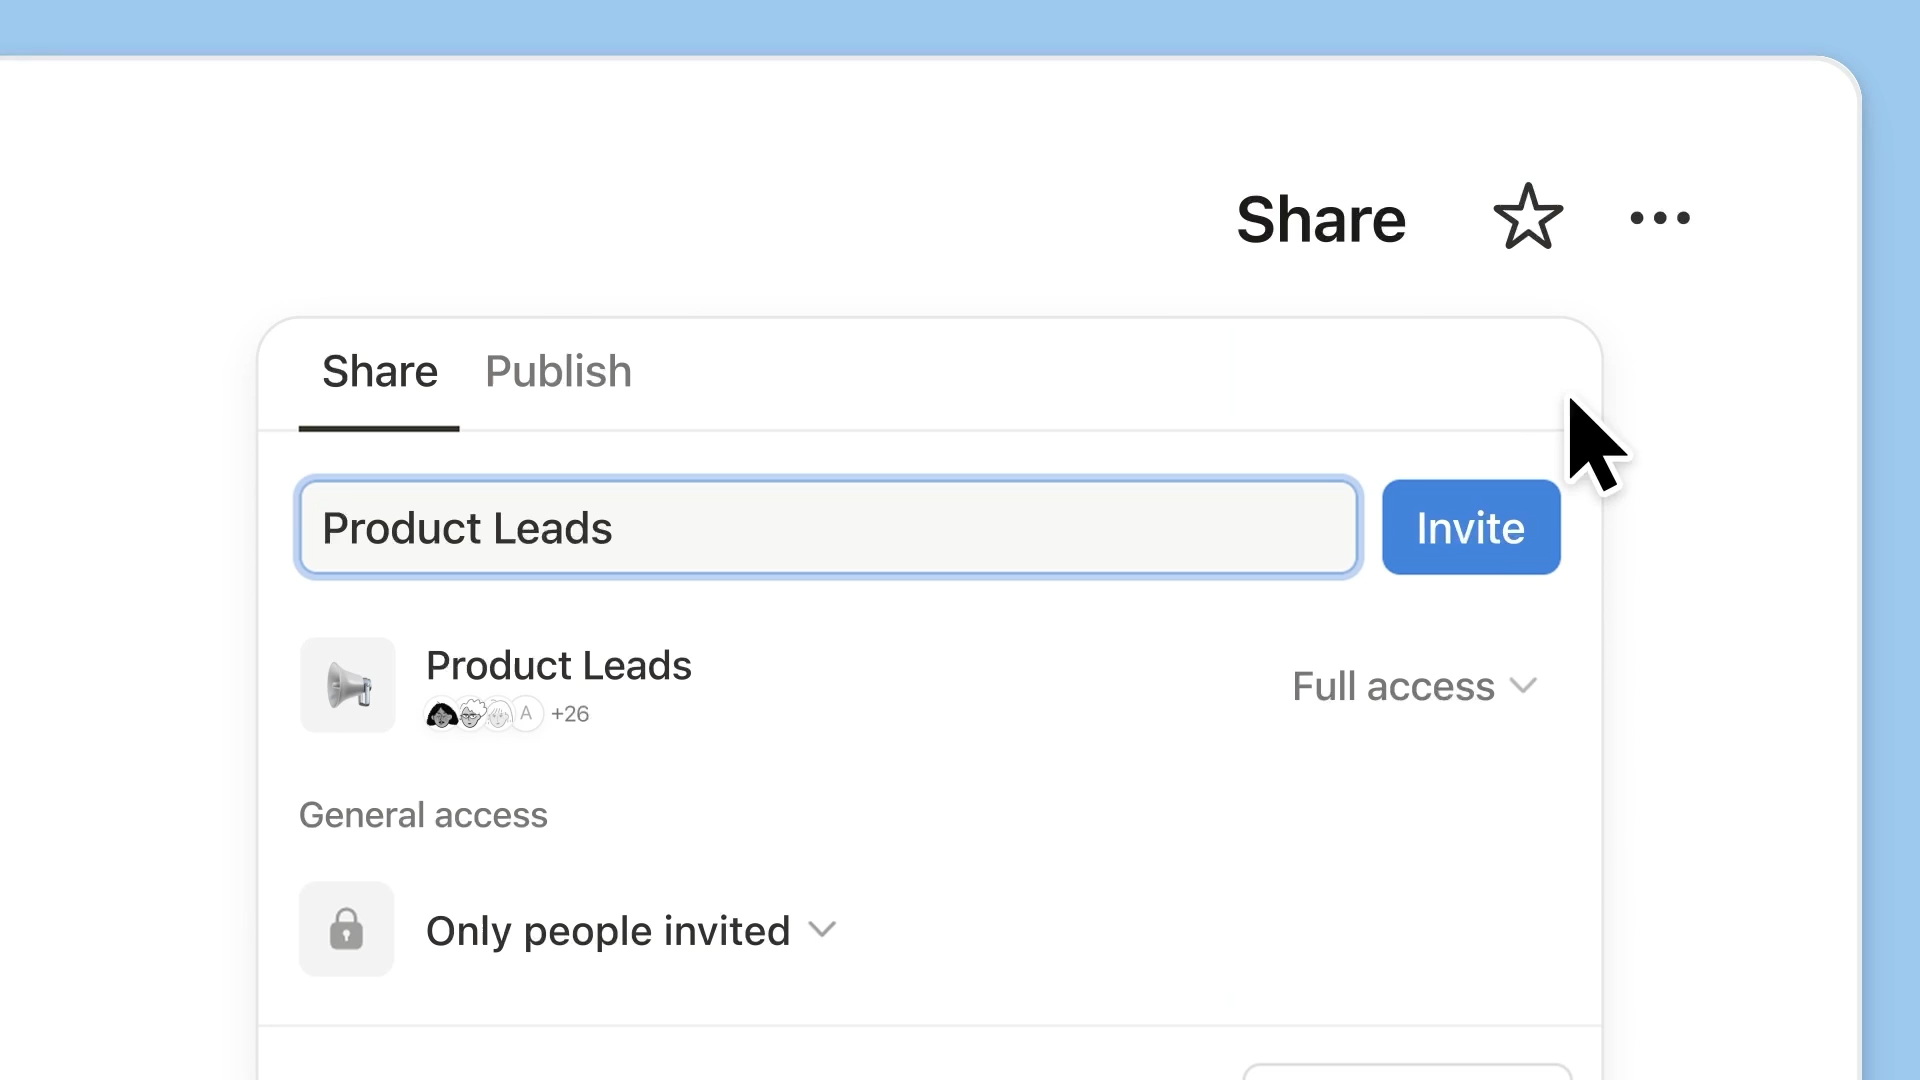 Share
Share Publish
Product Leads
Invite
Product Leads
A +26
Full access
General access
Only people invited